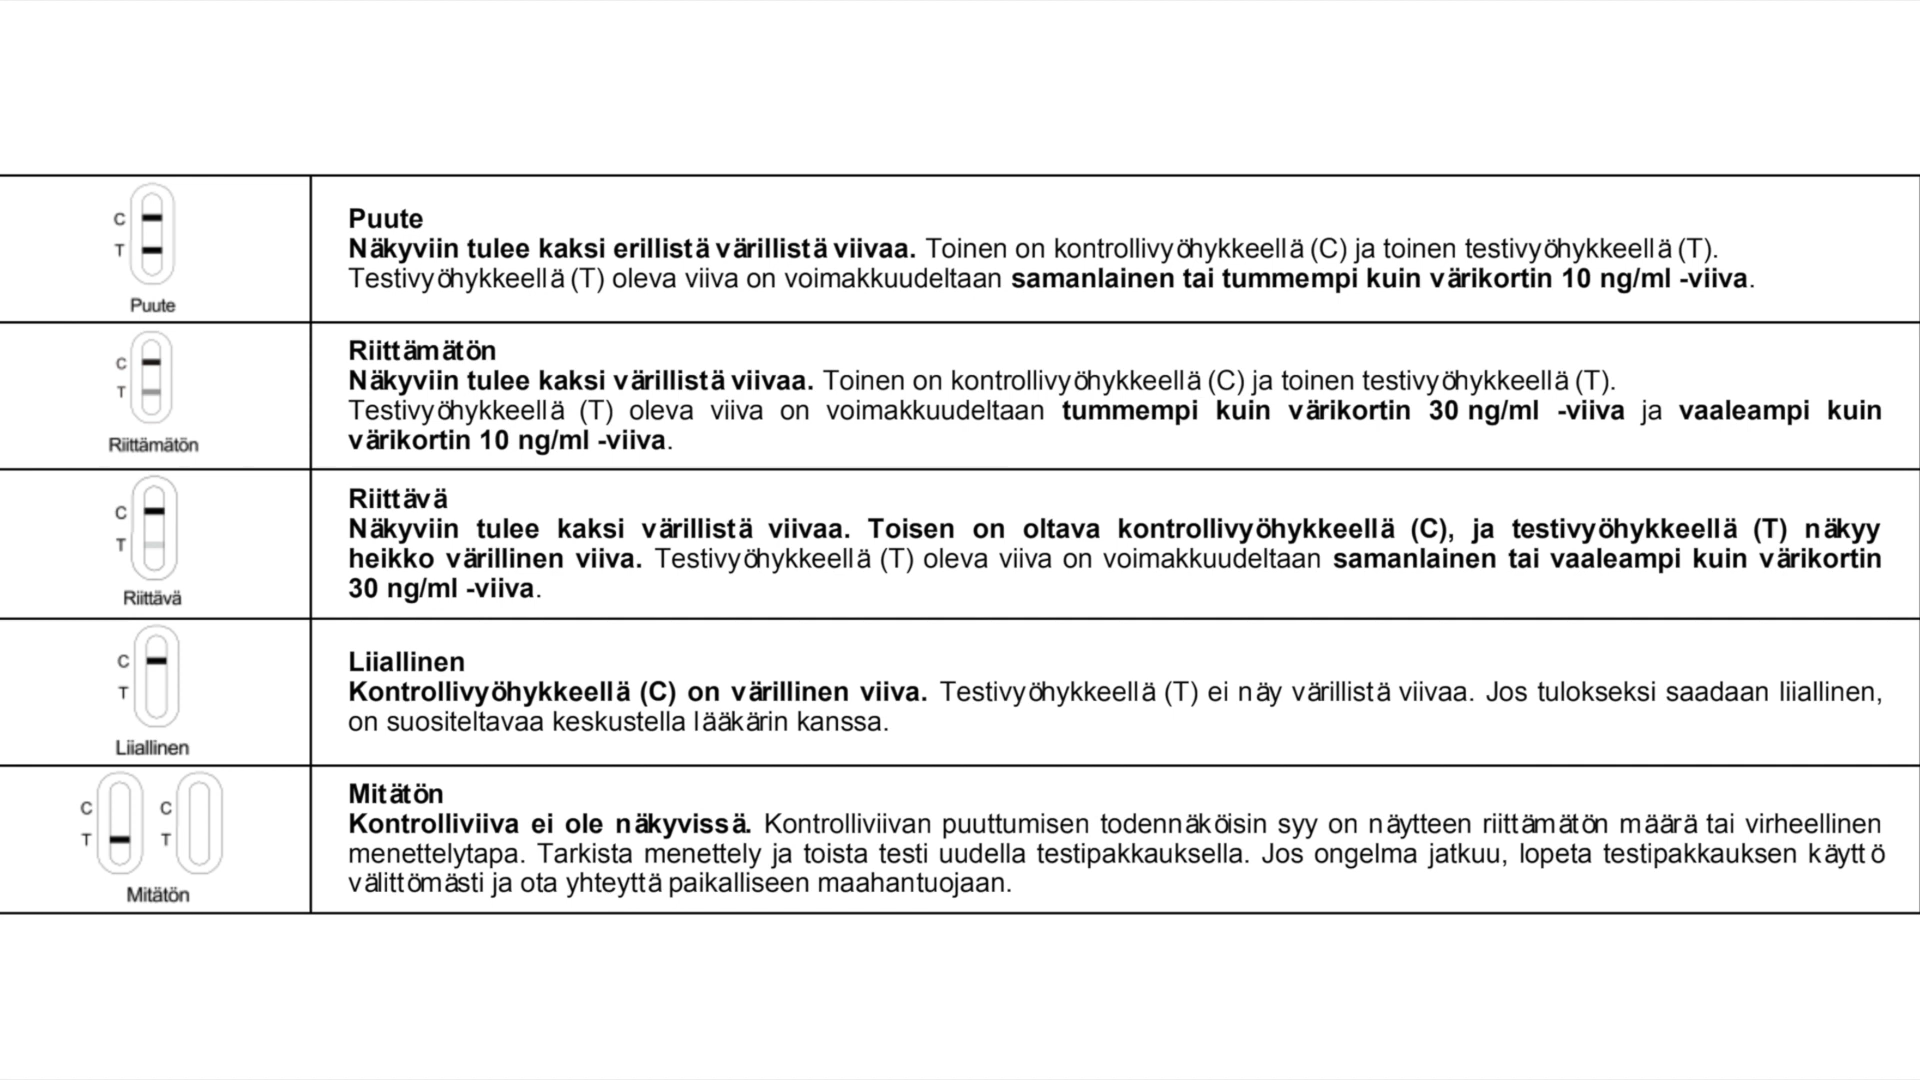 C
T
Puute
Puute
Näkyviin tulee kaksi erillistä värillistä viivaa. Toinen on kontrollivyöhykkeellä (C) ja toinen testivyöhykkeellä (T).
Testivyöhykkeellä (T) oleva viiva on voimakkuudeltaan samanlainen tai tummempi kuin värikortin 10 ng/ml -viiva.
C
T
Riittämätön
Riittämätön
Näkyviin tulee kaksi värillistä viivaa. Toinen on kontrollivyöhykkeellä (C) ja toinen testivyöhykkeellä (T).
Testivyöhykkeellä (T) oleva viiva on voimakkuudeltaan tummempi kuin värikortin 30 ng/ml -viiva ja vaaleampi kuin
värikortin 10 ng/ml -viiva.
C
T
Riittävä
Riittävä
Näkyviin tulee kaksi värillistä viivaa. Toisen on oltava kontrollivyöhykkeellä (C), ja testivyöhykkeellä (T) näkyy
heikko värillinen viiva. Testivyöhykkeellä (T) oleva viiva on voimakkuudeltaan samanlainen tai vaaleampi kuin värikortin
30 ng/ml -viiva.
C
T
Liiallinen
Liiallinen
Kontrollivyöhykkeellä (C) on värillinen viiva. Testivyöhykkeellä (T) ei näy värillistä viivaa. Jos tulokseksi saadaan liiallinen,
on suositeltavaa keskustella lääkärin kanssa.
C C
T T
Mitätön
Mitätön
Kontrolliviiva ei ole näkyvissä. Kontrolliviivan puuttumisen todennäköisin syy on näytteen riittämätön määrä tai virheellinen
menettelytapa. Tarkista menettely ja toista testi uudella testipakkauksella. Jos ongelma jatkuu, lopeta testipakkauksen käyttö
välittömästi ja ota yhteyttä paikalliseen maahantuojaan.